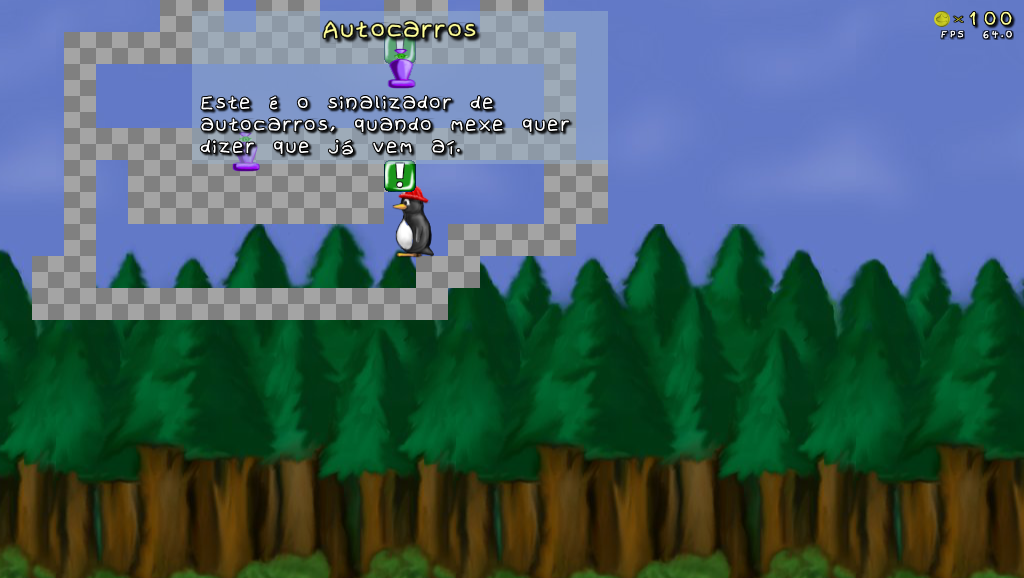 Autocarros
× 100
FPS 64.0
Este é o sinalizador de
autocarros, quando mexe quer
dizer que já vem aí.
!